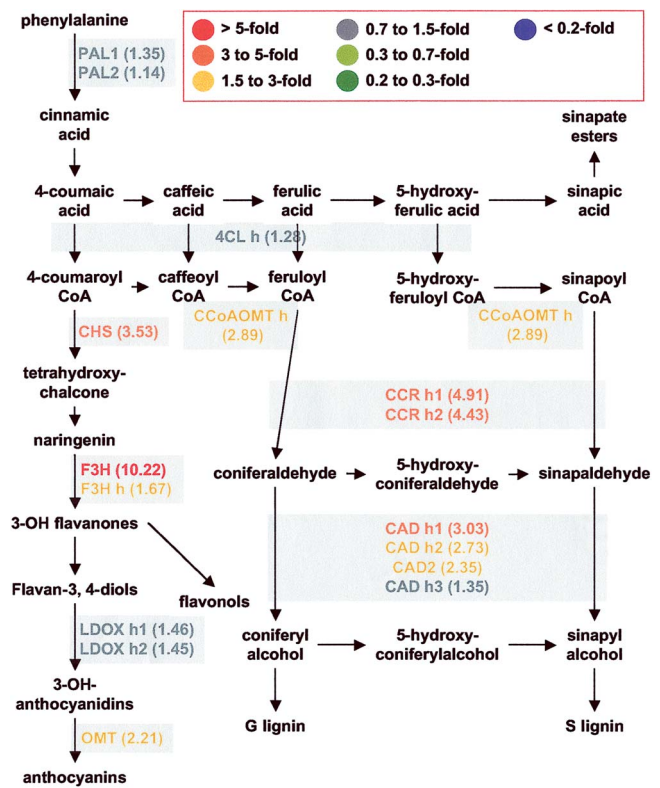 phenylalanine
> 5-fold
3 to 5-fold
1.5 to 3-fold
0.7 to 1.5-fold
0.3 to 0.7-fold
0.2 to 0.3-fold
< 0.2-fold
PAL1 (1.35)
PAL2 (1.14)
cinnamic
acid
sinapate
esters
4-coumaic
acid
caffeic
acid
ferulic
acid
5-hydroxy-
ferulic acid
sinapic
acid
4CL h (1.28)
4-coumaroyl
CoA
caffeoyl
CoA
feruloyl
CoA
5-hydroxy-
feruloyl CoA
sinapoyl
CoA
CHS (3.53)
CCoAOMT h
(2.89)
CCoAOMT h
(2.89)
tetrahydroxy-
chalcone
CCR h1 (4.91)
CCR h2 (4.43)
naringenin
F3H (10.22)
F3H h (1.67)
coniferaldehyde
5-hydroxy-
coniferaldehyde
sinapaldehyde
3-OH flavanones
CAD h1 (3.03)
CAD h2 (2.73)
CAD2 (2.35)
CAD h3 (1.35)
Flavan-3, 4-diols
flavonols
LDOX h1 (1.46)
LDOX h2 (1.45)
coniferyl
alcohol
5-hydroxy-
coniferylalcohol
sinapyl
alcohol
3-OH-
anthocyanidins
G lignin
S lignin
OMT (2.21)
anthocyanins